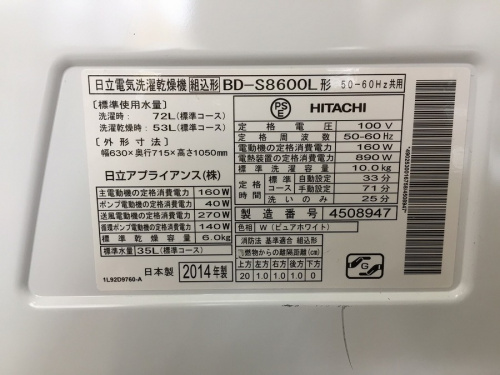 日立電気洗濯乾燥機 組込形 BD-S8600L形 50-60Hz共用
〔標準使用水量〕
洗濯時： 72L(標準コース)
洗濯乾燥時： 53L(標準コース)
〔外形寸法〕
幅630×奥行715×高さ1050mm
日立アプライアンス(株)
主電動機の定格消費電力 160W
ポンプ電動機の定格消費電力 40W
送風電動機の定格消費電力 270W
循環ポンプ電動機の定格消費電力 140W
標準乾燥容量 6.0kg
標準水量 35L(標準コース)
日本製 2014年製
1L92D9760-A
PS
E
HITACHI
定格電圧 100V
定格周波数 50-60Hz
電動機の定格消費電力 160W
電熱装置の定格消費電力 890W
標準洗濯容量 10.0kg
定格時間 標準自動設定 33分
標準手動設定 71分
洗いのみ 25分
製造番号 4508947
色相 W(ピュアホワイト)
消防法 基準適合 組込形
可燃物からの離隔距離(cm)
上方 左方 右方 前方 後方 下方
20 1.0 1.0 0 1.0 0
G